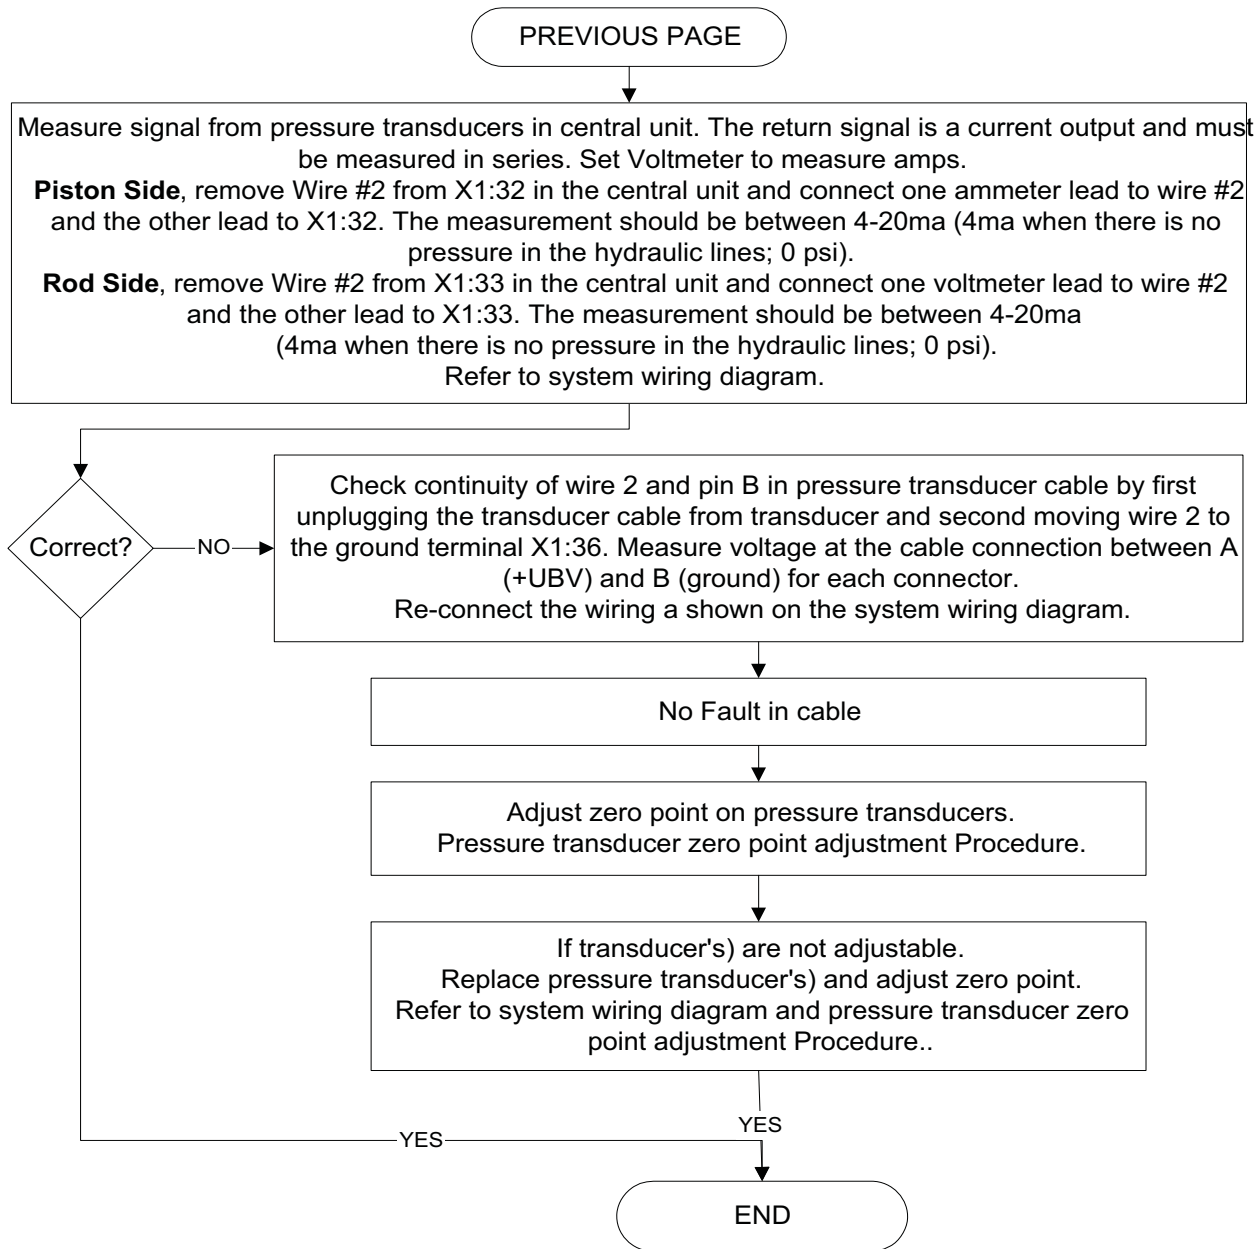 PREVIOUS PAGE
Measure signal from pressure transducers in central unit. The return signal is a current output and must
be measured in series. Set Voltmeter to measure amps.
Piston Side, remove Wire #2 from X1:32 in the central unit and connect one ammeter lead to wire #2
and the other lead to X1:32. The measurement should be between 4-20ma (4ma when there is no
pressure in the hydraulic lines; 0 psi).
Rod Side, remove Wire #2 from X1:33 in the central unit and connect one voltmeter lead to wire #2
and the other lead to X1:33. The measurement should be between 4-20ma
(4ma when there is no pressure in the hydraulic lines; 0 psi).
Refer to system wiring diagram.
Correct?
NO
Check continuity of wire 2 and pin B in pressure transducer cable by first
unplugging the transducer cable from transducer and second moving wire 2 to
the ground terminal X1:36. Measure voltage at the cable connection between A
(+UBV) and B (ground) for each connector.
Re-connect the wiring a shown on the system wiring diagram.
No Fault in cable
Adjust zero point on pressure transducers.
Pressure transducer zero point adjustment Procedure.
If transducer's) are not adjustable.
Replace pressure transducer's) and adjust zero point.
Refer to system wiring diagram and pressure transducer zero
point adjustment Procedure..
YES
YES
END